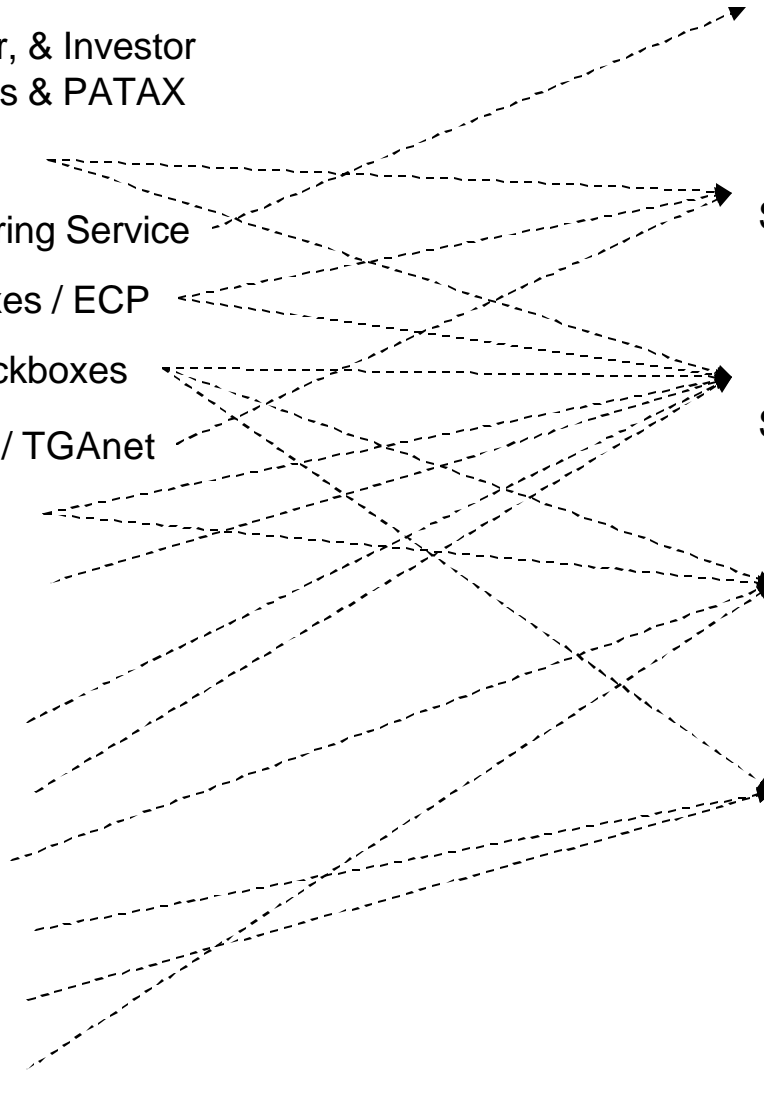 r, & Investor
s & PATAX
ring Service
S
xes / ECP
ckboxes
S
/ TGAnet